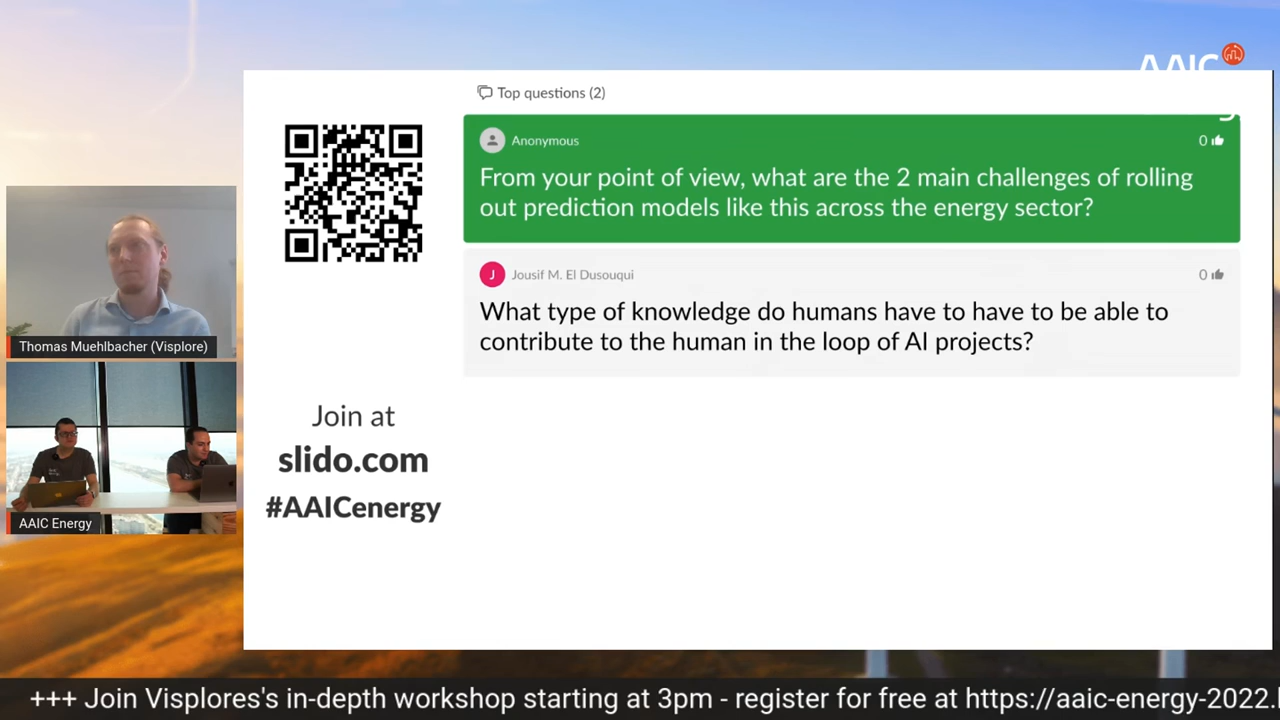 AAIC
Top questions (2)
Anonymous
0
From your point of view, what are the 2 main challenges of rolling
out prediction models like this across the energy sector?
J
Jousif M. El Dusouqui
0
What type of knowledge do humans have to have to be able to
contribute to the human in the loop of AI projects?
Join at
slido.com
#AAICenergy
Thomas Muehlbacher (Visplore)
AAIC Energy
+++ Join Visplores's in-depth workshop starting at 3pm - register for free at https://aaic-energy-2022.